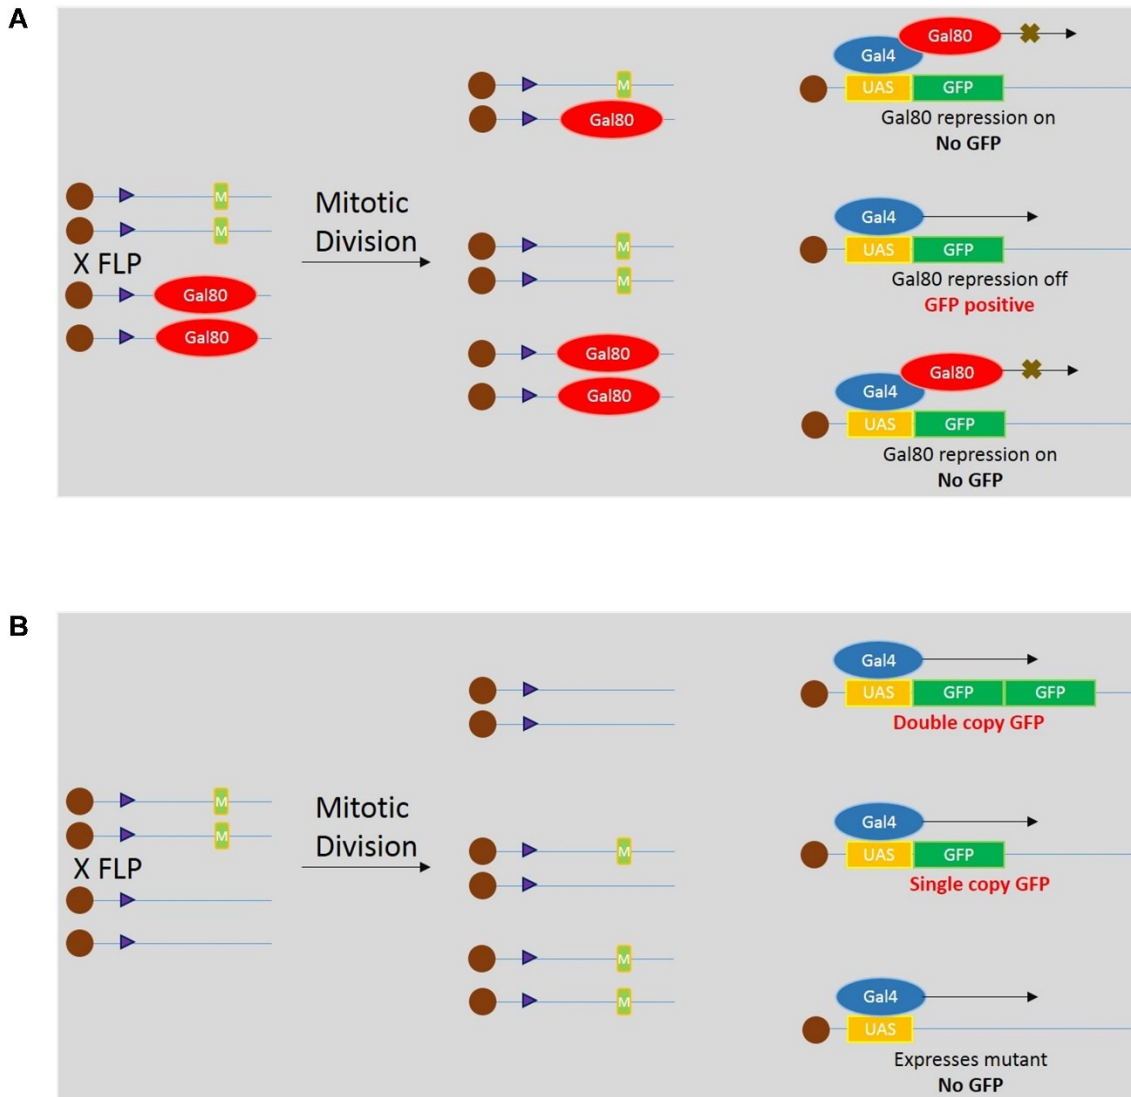 A
M
M
X FLP
Gal80
Gal80
Mitotic
Division
M
Gal80
M
M
Gal80
Gal80
Gal4
Gal80
UAS GFP
Gal80 repression on
No GFP
Gal4
UAS GFP
Gal80 repression off
GFP positive
Gal80
Gal4
UAS GFP
Gal80 repression on
No GFP
B
M
M
X FLP
Mitotic
Division
M
M
M
Gal4
UAS GFP GFP
Double copy GFP
Gal4
UAS GFP
Single copy GFP
Gal4
UAS
Expresses mutant
No GFP